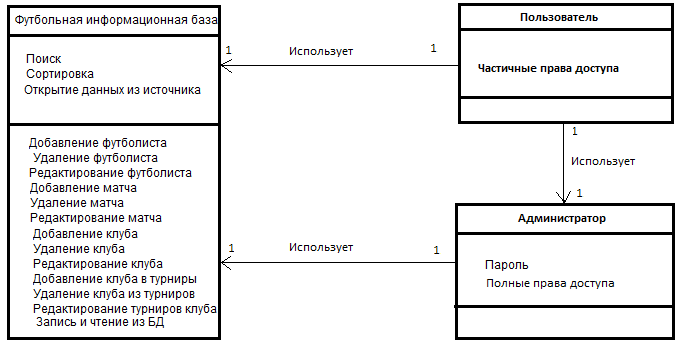 Футбольная информационная база
Поиск
Сортировка
Открытие данных из источника
Добавление футболиста
Удаление футболиста
Редактирование футболиста
Добавление матча
Удаление матча
Редактирование матча
Добавление клуба
Удаление клуба
Редактирование клуба
Добавление клуба в турниры
Удаление клуба из турниров
Редактирование турниров клуба
Запись и чтение из БД
1
Использует
1
Пользователь
Частичные права доступа
1
Использует
1
1
Использует
1
Администратор
Пароль
Полные права доступа